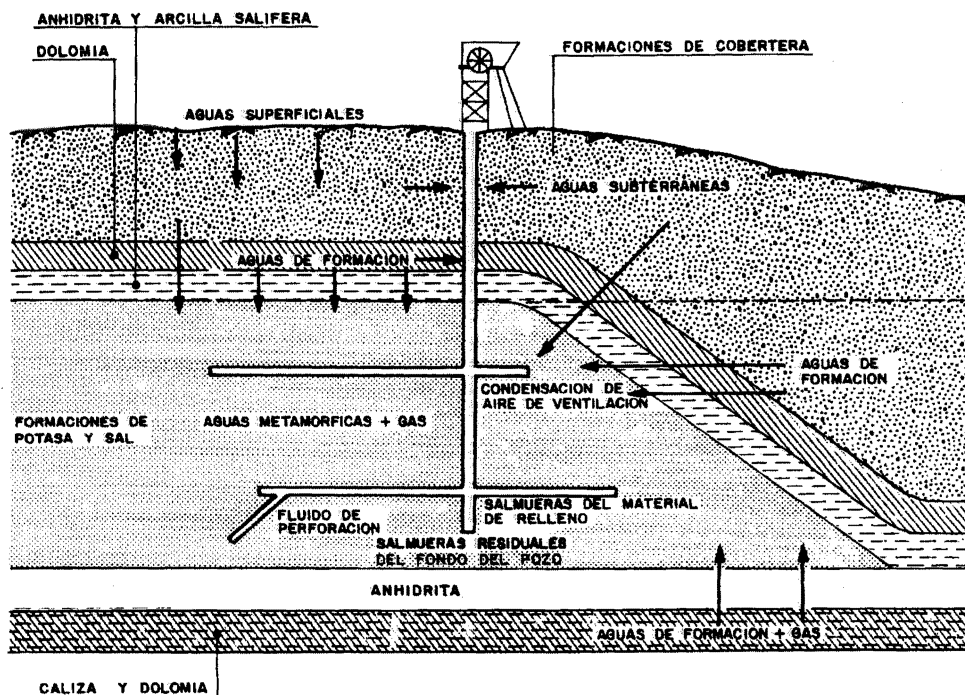 ANHIDRITA Y ARCILLA SALIFERA
DOLOMIA
FORMACIONES DE COBERTERA
AGUAS SUPERFICIALES
AGUAS SUBTERRÁNEAS
AGUAS DE FORMACION
AGUAS DE
FORMACION
CONDENSACION DE
AIRE DE VENTILACION
FORMACIONES DE
POTASA Y SAL
AGUAS METAMORFICAS + GAS
FLUIDO DE
PERFORACION
SALMUERAS DEL MATERIAL
DE RELLENO
SALMUERAS RESIDUALES
DEL FONDO DEL POZO
ANHIDRITA
AGUAS DE FORMACION + GAS
CALIZA Y DOLOMIA